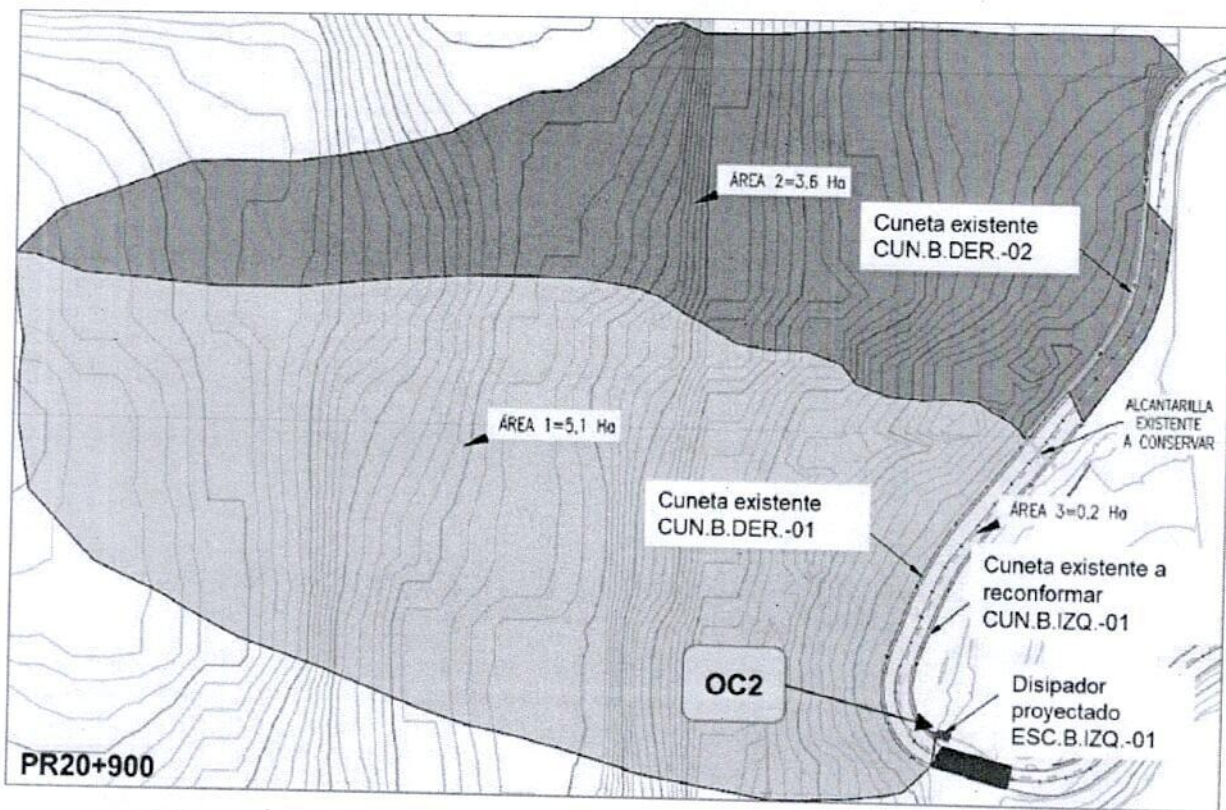 ÁREA 2=3,6 Ha
Cuneta existente
CUN.B.DER.-02
ALCANTARILLA
EXISTENTE
A CONSERVAR
ÁREA 1=5,1 Ha
Cuneta existente
CUN.B.DER.-01
ÁREA 3=0,2 Ha
Cuneta existente a
reconformar
CUN.B.IZQ.-01
OC2
Disipador
proyectado
ESC.B.IZQ.-01
PR20+900